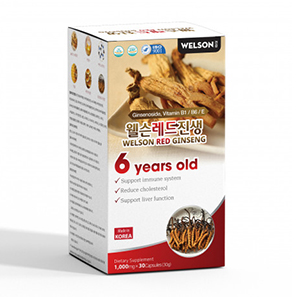 WELSON
Ginsenoside, Vitamin B1 / B6 / E
웰슨레드진생
WELSON RED GINSENG
6 years old
✓ Support immune system
✓ Reduce cholesterol
✓ Support liver function
Made in
KOREA
Dietary Supplement
1,000mg × 30Capsules (30g)